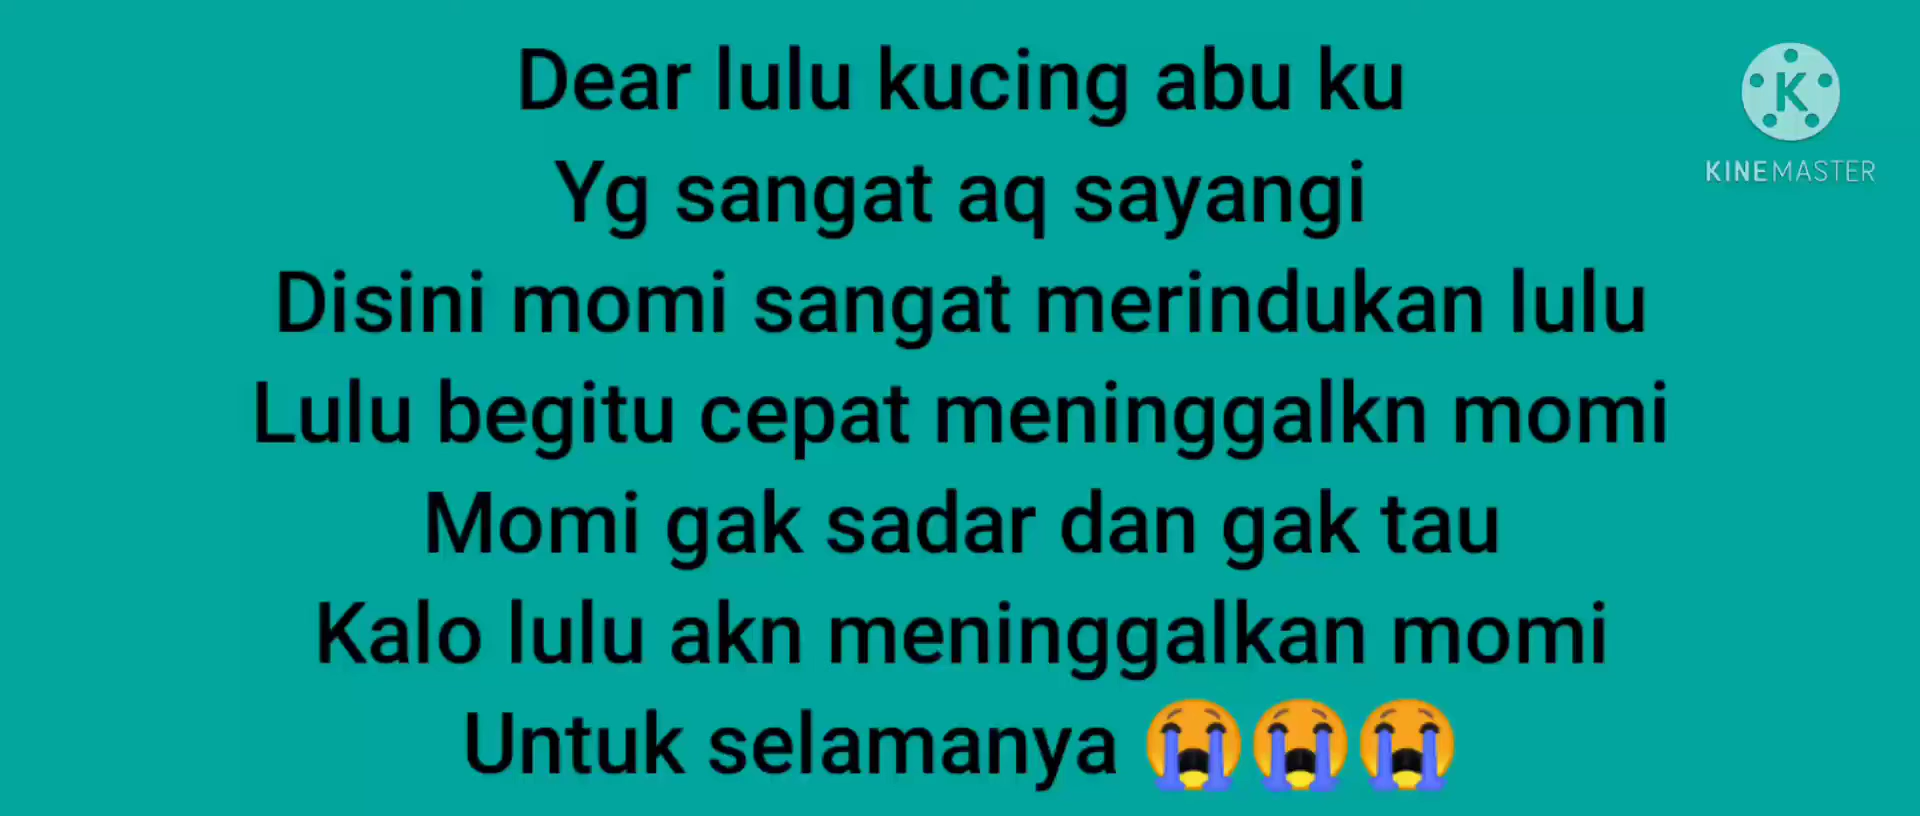 Dear lulu kucing abu ku
Yg sangat aq sayangi
Disini momi sangat merindukan lulu
Lulu begitu cepat meninggalkn momi
Momi gak sadar dan gak tau
Kalo lulu akn meninggalkan momi
Untuk selamanya 😭😭😭
K
KINEMASTER